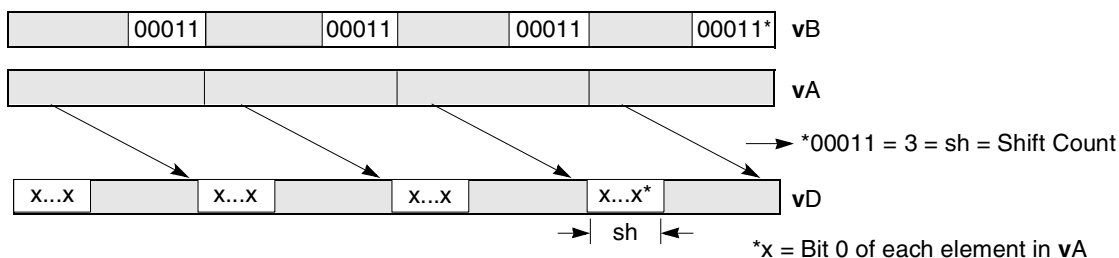 00011 00011 00011 00011* vB
vA
*00011 = 3 = sh = Shift Count
x...x x...x x...x x...x* vD
sh
*x = Bit 0 of each element in vA